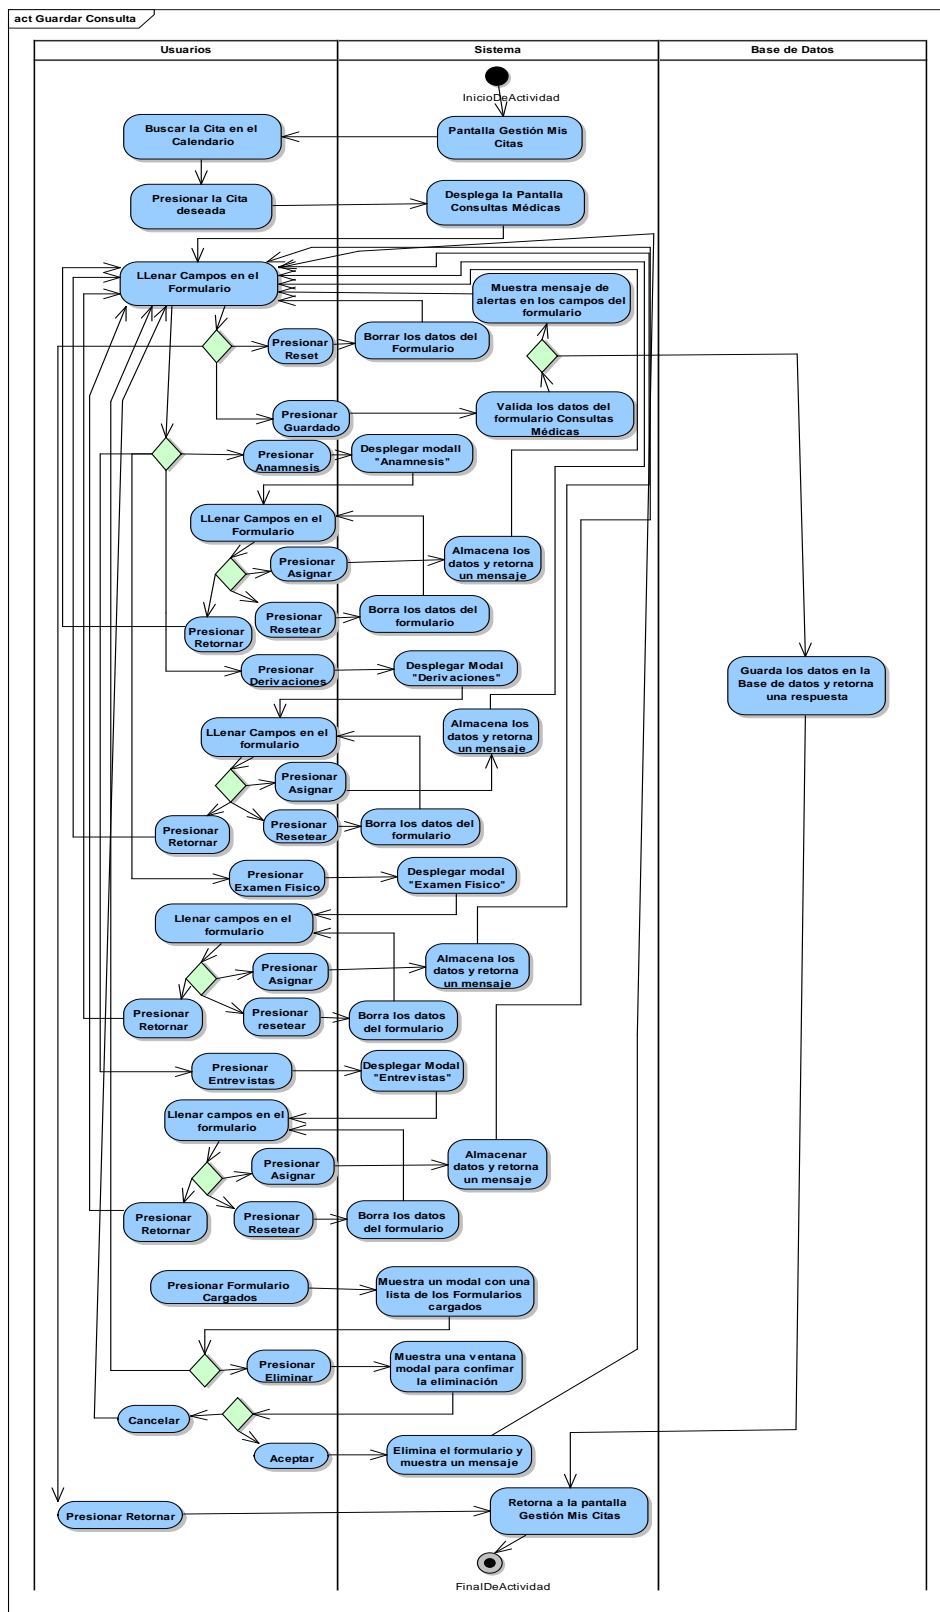 act Guardar Consulta
Usuarios
Sistema
Base de Datos
InicioDeActividad
Buscar la Cita en el
Calendario
Pantalla Gestión Mis
Citas
Presionar la Cita
deseada
Desplega la Pantalla
Consultas Médicas
LLenar Campos en el
Formulario
Muestra mensaje de
alertas en los campos del
formulario
Presionar
Reset
Borrar los datos del
Formulario
Presionar
Guardado
Valida los datos del
formulario Consultas
Médicas
Presionar
Anamnesis
Desplegar modall
"Anamnesis"
LLenar Campos en el
Formulario
Presionar
Asignar
Almacena los
datos y retorna
un mensaje
Presionar
Resetear
Borra los datos del
formulario
Presionar
Retornar
Presionar
Derivaciones
Desplegar Modal
"Derivaciones"
Guarda los datos en la
Base de datos y retorna
una respuesta
LLenar Campos en el
formulario
Almacena los
datos y retorna
un mensaje
Presionar
Asignar
Presionar
Retornar
Presionar
Resetear
Borra los datos del
formulario
Presionar
Examen Fisico
Desplegar modal
"Examen Fisico"
Llenar campos en el
formulario
Presionar
Asignar
Almacena los
datos y retorna
un mensaje
Presionar
Retornar
Presionar
resetear
Borra los datos
del formulario
Presionar
Entrevistas
Desplegar Modal
"Entrevistas"
Llenar campos en el
formulario
Presionar
Asignar
Almacenar
datos y retorna
un mensaje
Presionar
Retornar
Presionar
Resetear
Borra los datos
del formulario
Presionar Formulario
Cargados
Muestra un modal con una
lista de los Formularios
cargados
Presionar
Eliminar
Muestra una ventana
modal para confimar
la eliminación
Cancelar
Aceptar
Elimina el formulario y
muestra un mensaje
Presionar Retornar
Retorna a la pantalla
Gestión Mis Citas
FinalDeActividad